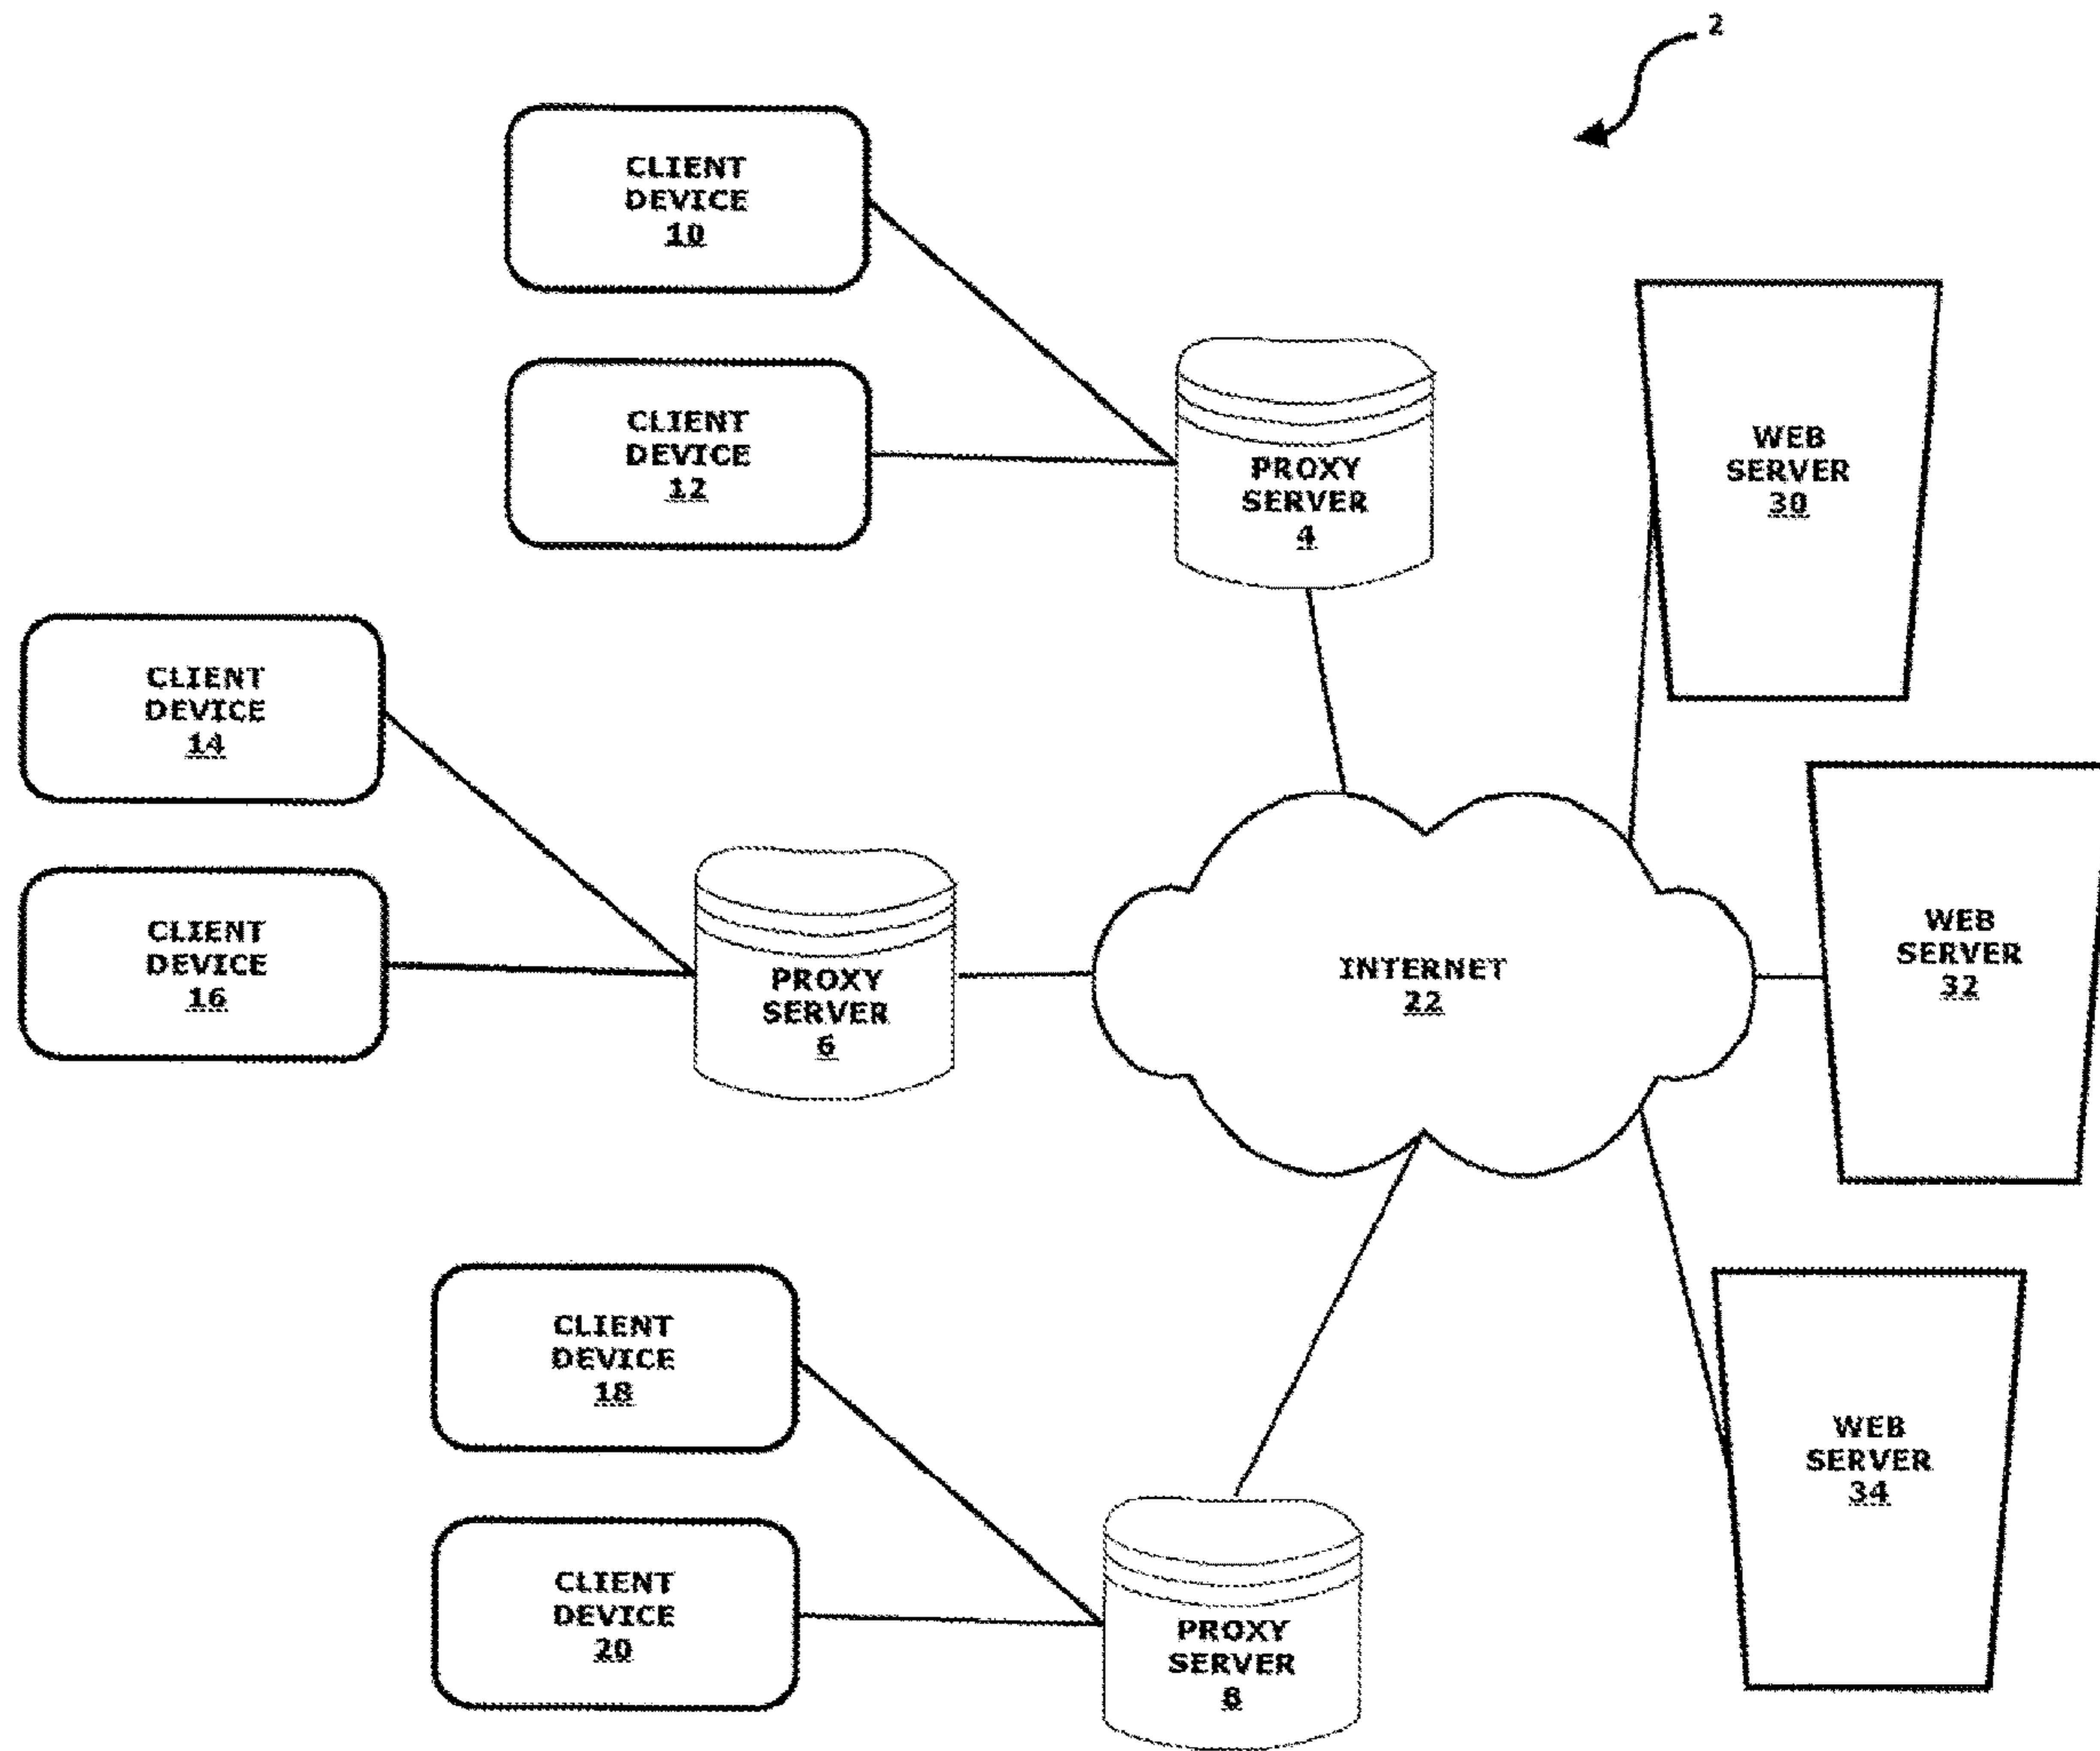 2
CLIENT
DEVICE
10
CLIENT
DEVICE
12
PROXY
SERVER
4
WEB
SERVER
30
CLIENT
DEVICE
14
CLIENT
DEVICE
16
PROXY
SERVER
6
INTERNET
22
WEB
SERVER
32
CLIENT
DEVICE
18
CLIENT
DEVICE
20
PROXY
SERVER
8
WEB
SERVER
34